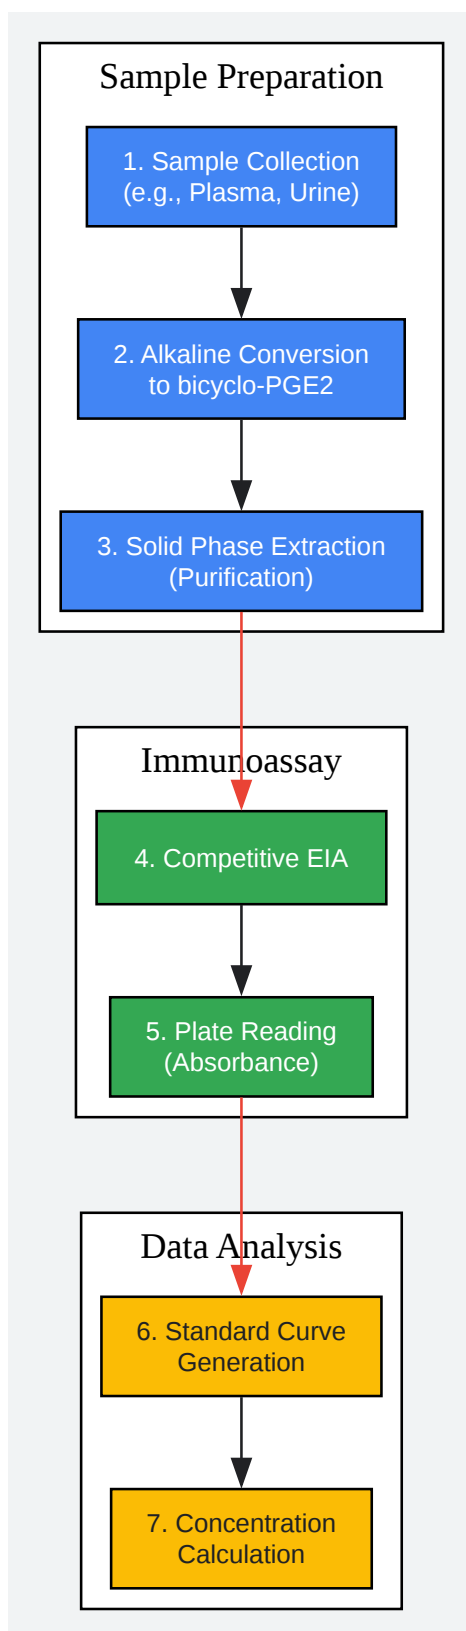 Sample Preparation
1. Sample Collection
(e.g., Plasma, Urine)
2. Alkaline Conversion
to bicyclo-PGE2
3. Solid Phase Extraction
(Purification)
Immunoassay
4. Competitive EIA
5. Plate Reading
(Absorbance)
Data Analysis
6. Standard Curve
Generation
7. Concentration
Calculation